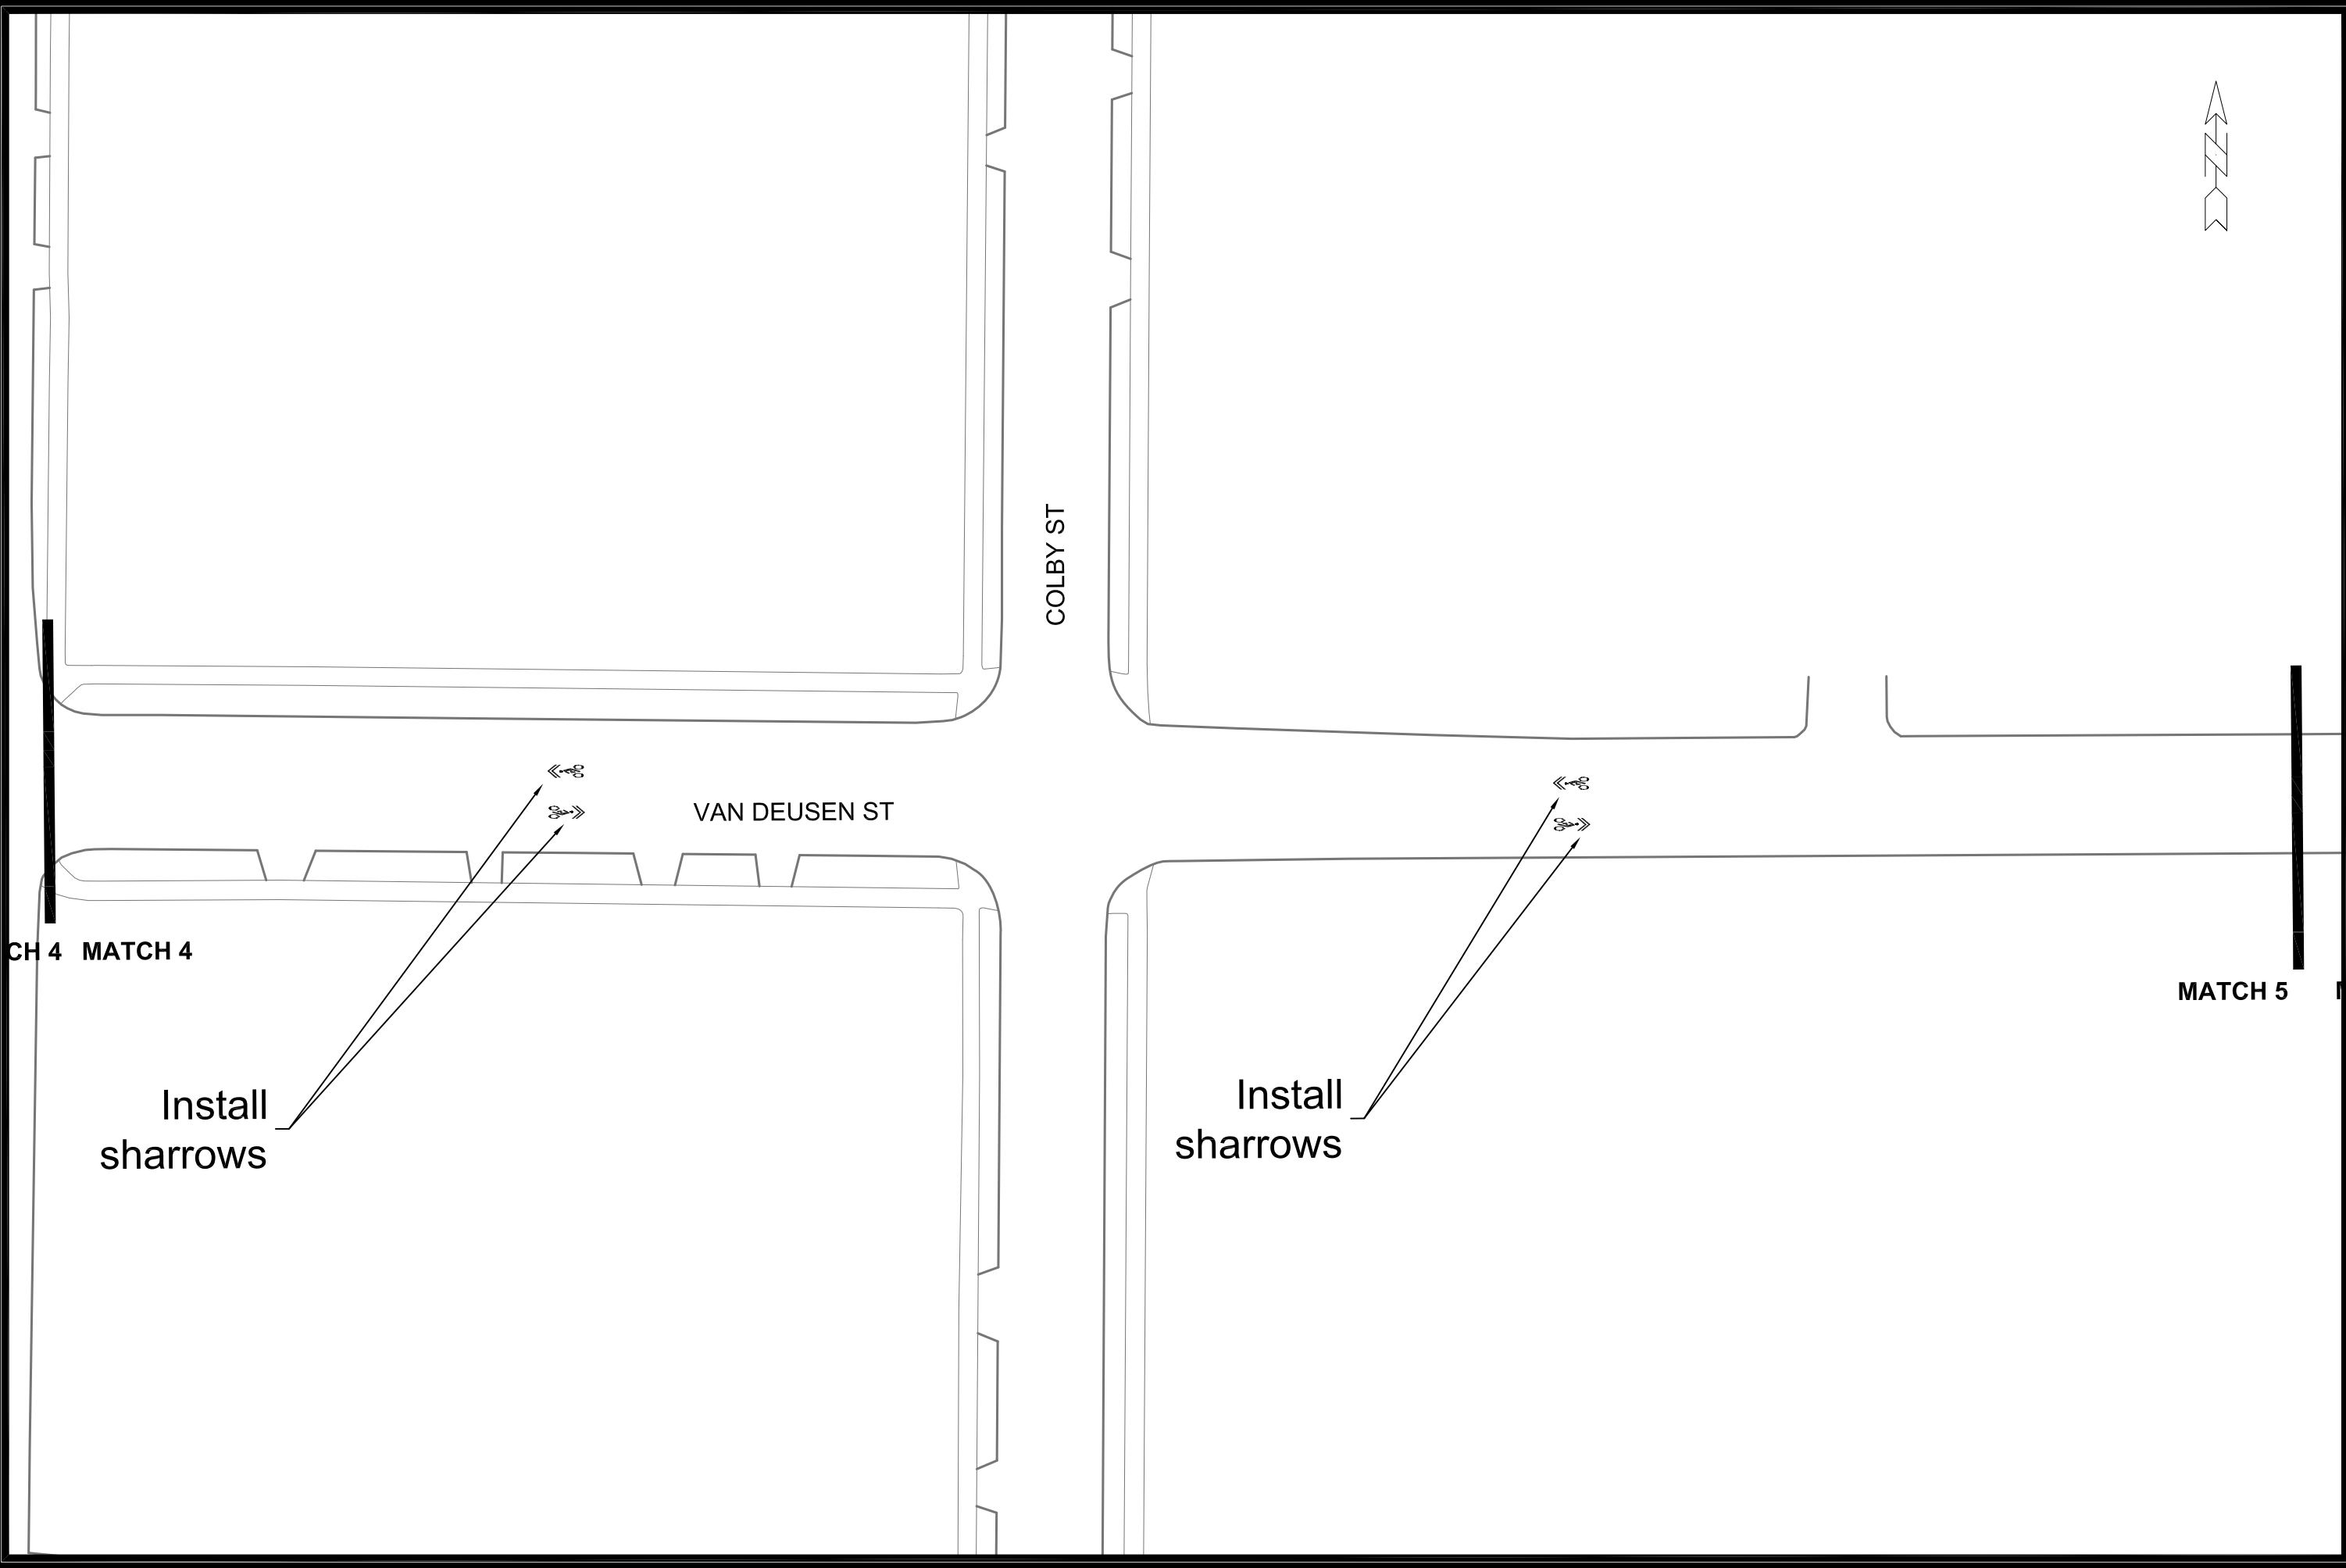 COLBY ST
VAN DEUSEN ST
CH 4 MATCH 4
MATCH 5
Install
sharrows
Install
sharrows